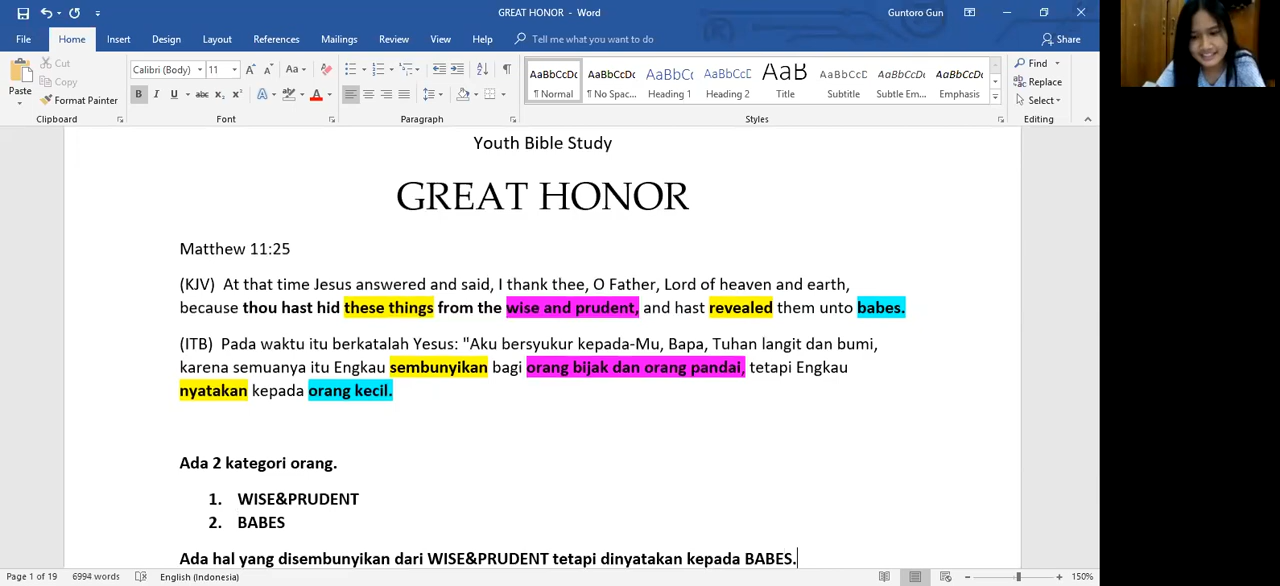 GREAT HONOR - Word
Guntoro Gun
File Home Insert Design Layout References Mailings Review View Help Tell me what you want to do Share
Paste Cut Copy Format Painter Clipboard
Calibri (Body) 11 Aa
B I U abc x₂ x² A A Font
Paragraph
AaBbCcDc ¶ Normal AaBbCcDc ¶ No Spac... AaBbCc Heading 1 AaBbCcD Heading 2 AaB Title AaBbCcD Subtitle AaBbCcDc Subtle Em... AaBbCcDc Emphasis Styles
Find Replace Select Editing
Youth Bible Study
GREAT HONOR
Matthew 11:25
(KJV) At that time Jesus answered and said, I thank thee, O Father, Lord of heaven and earth,
because thou hast hid these things from the wise and prudent, and hast revealed them unto babes.
(ITB) Pada waktu itu berkatalah Yesus: "Aku bersyukur kepada-Mu, Bapa, Tuhan langit dan bumi,
karena semuanya itu Engkau sembunyikan bagi orang bijak dan orang pandai, tetapi Engkau
nyatakan kepada orang kecil.
Ada 2 kategori orang.
1. WISE&PRUDENT
2. BABES
Ada hal yang disembunyikan dari WISE&PRUDENT tetapi dinyatakan kepada BABES.
Page 1 of 19 6994 words English (Indonesia) 150%